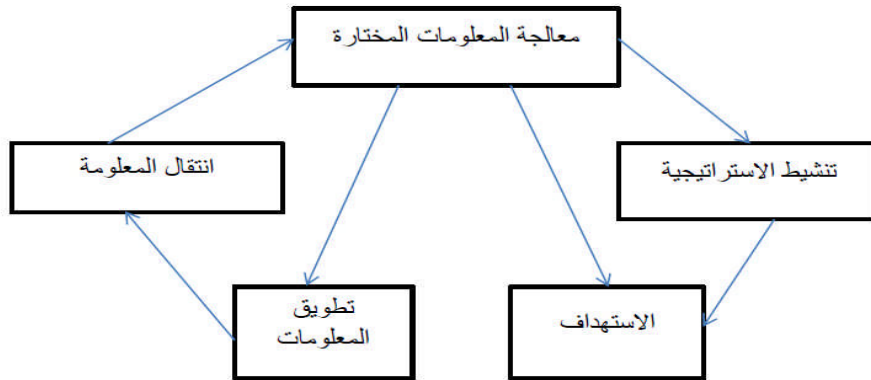 معالجة المعلومات المختارة
تنشيط الاستراتيجية
انتقال المعلومة
الاستهداف
تطويق
المعلومات